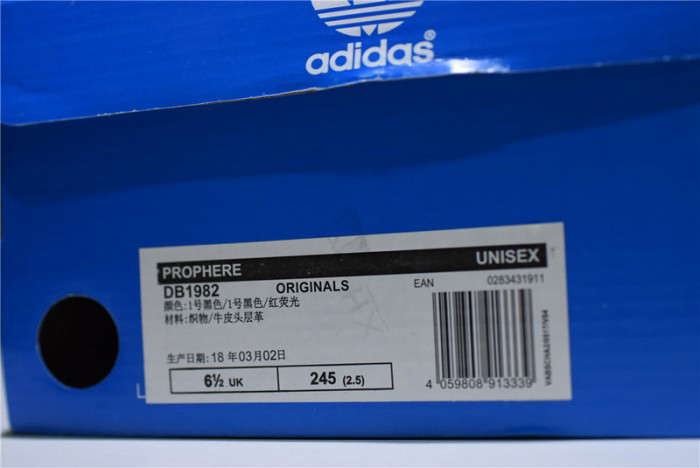 adidas®
PROPHERE UNISEX
DB1982 ORIGINALS EAN 0283431911
颜色:1号黑色/1号黑色/红荧光
材料:织物/牛皮头层革
生产日期: 18 年03月02日
6½ UK 245 (2.5)
4 059808 913339